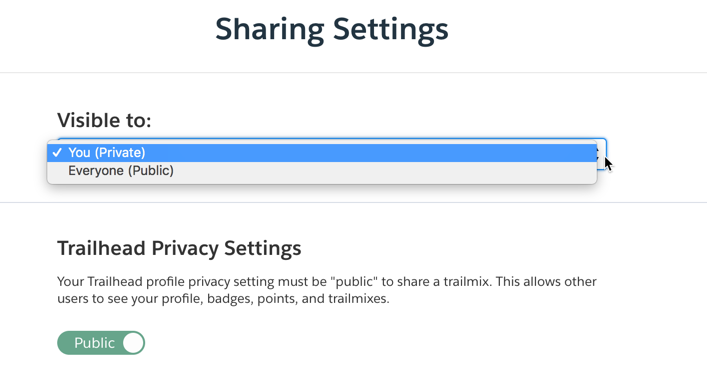 Sharing Settings
Visible to:
✓ You (Private)
Everyone (Public)
Trailhead Privacy Settings
Your Trailhead profile privacy setting must be "public" to share a trailmix. This allows other
users to see your profile, badges, points, and trailmixes.
Public